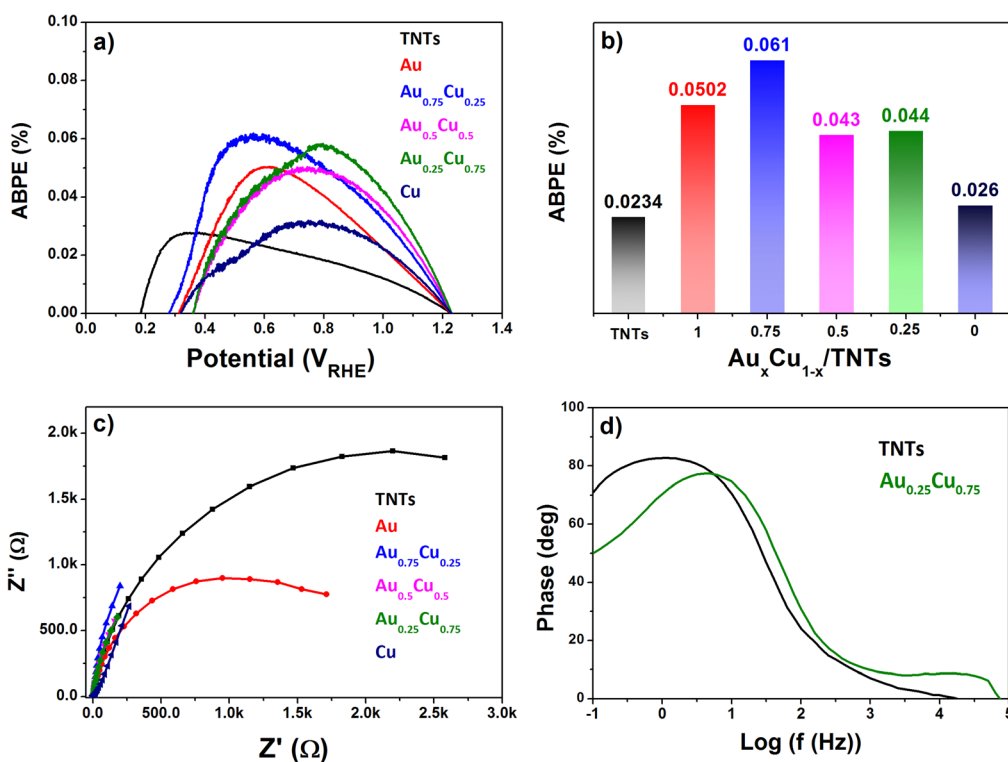 a)
TNTs
Au
Au0.75Cu0.25
Au0.5Cu0.5
Au0.25Cu0.75
Cu
ABPE (%)
0.10
0.08
0.06
0.04
0.02
0.00
0.0 0.2 0.4 0.6 0.8 1.0 1.2 1.4
Potential (VRHE)
b)
0.0234
0.0502
0.061
0.043
0.044
0.026
ABPE (%)
TNTs 1 0.75 0.5 0.25 0
AuxCu1-x/TNTs
c)
TNTs
Au
Au0.75Cu0.25
Au0.5Cu0.5
Au0.25Cu0.75
Cu
Z'' (Ω)
2.0k
1.5k
1.0k
500.0
0.0
0.0 500.0 1.0k 1.5k 2.0k 2.5k 3.0k
Z' (Ω)
d)
TNTs
Au0.25Cu0.75
Phase (deg)
100
80
60
40
20
0
-1 0 1 2 3 4 5
Log (f (Hz))